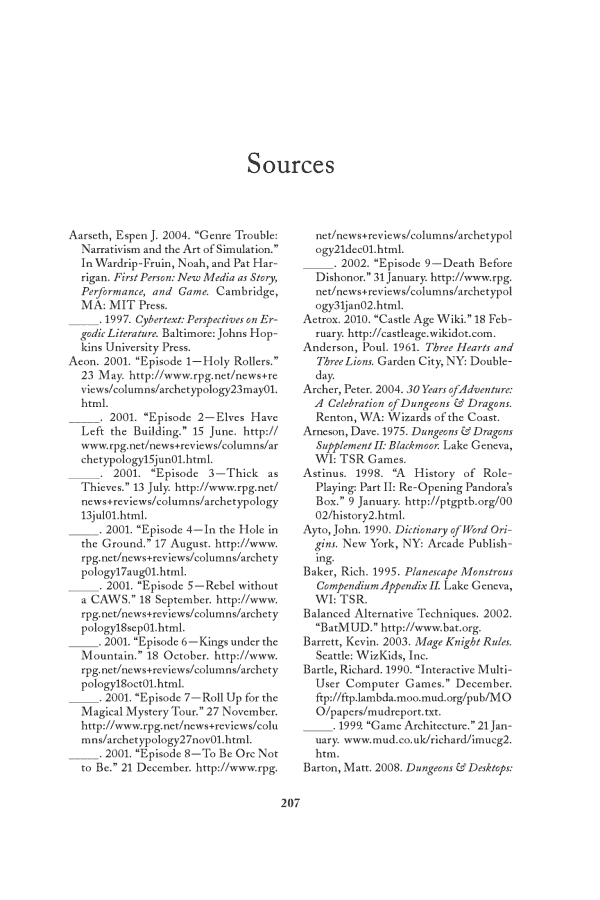 Sources
Aarseth, Espen J. 2004. “Genre Trouble:
Narrativism and the Art of Simulation.”
In Wardrip-Fruin, Noah, and Pat Har-
rigan. First Person: New Media as Story,
Performance, and Game. Cambridge,
MA: MIT Press.
_____. 1997. Cybertext: Perspectives on Er-
godic Literature. Baltimore: Johns Hop-
kins University Press.
Aeon. 2001. “Episode 1—Holy Rollers.”
23 May. http://www.rpg.net/news+re
views/columns/archetypology23may01.
html.
_____. 2001. “Episode 2—Elves Have
Left the Building.” 15 June. http://
www.rpg.net/news+reviews/columns/ar
chetypology15jun01.html.
_____. 2001. “Episode 3—Thick as
Thieves.” 13 July. http://www.rpg.net/
news+reviews/columns/archetypology
13jul01.html.
_____. 2001. “Episode 4—In the Hole in
the Ground.” 17 August. http://www.
rpg.net/news+reviews/columns/archety
pology17aug01.html.
_____. 2001. “Episode 5—Rebel without
a CAWS.” 18 September. http://www.
rpg.net/news+reviews/columns/archety
pology18sep01.html.
_____. 2001. “Episode 6—Kings under the
Mountain.” 18 October. http://www.
rpg.net/news+reviews/columns/archety
pology18oct01.html.
_____. 2001. “Episode 7—Roll Up for the
Magical Mystery Tour.” 27 November.
http://www.rpg.net/news+reviews/colu
mns/archetypology27nov01.html.
_____. 2001. “Episode 8—To Be Orc Not
to Be.” 21 December. http://www.rpg.
net/news+reviews/columns/archetypol
ogy21dec01.html.
_____. 2002. “Episode 9—Death Before
Dishonor.” 31 January. http://www.rpg.
net/news+reviews/columns/archetypol
ogy31jan02.html.
Aetrox. 2010. “Castle Age Wiki.” 18 Feb-
ruary. http://castleage.wikidot.com.
Anderson, Poul. 1961. Three Hearts and
Three Lions. Garden City, NY: Double-
day.
Archer, Peter. 2004. 30 Years of Adventure:
A Celebration of Dungeons & Dragons.
Renton, WA: Wizards of the Coast.
Arneson, Dave. 1975. Dungeons & Dragons
Supplement II: Blackmoor. Lake Geneva,
WI: TSR Games.
Astinus. 1998. “A History of Role-
Playing: Part II: Re-Opening Pandora’s
Box.” 9 January. http://ptgptb.org/00
02/history2.html.
Ayto, John. 1990. Dictionary of Word Ori-
gins. New York, NY: Arcade Publish-
ing.
Baker, Rich. 1995. Planescape Monstrous
Compendium Appendix II. Lake Geneva,
WI: TSR.
Balanced Alternative Techniques. 2002.
“BatMUD.” http://www.bat.org.
Barrett, Kevin. 2003. Mage Knight Rules.
Seattle: WizKids, Inc.
Bartle, Richard. 1990. “Interactive Multi-
User Computer Games.” December.
ftp://ftp.lambda.moo.mud.org/pub/MO
O/papers/mudreport.txt.
_____. 1999. “Game Architecture.” 21 Jan-
uary. www.mud.co.uk/richard/imucg2.
htm.
Barton, Matt. 2008. Dungeons & Desktops:
207